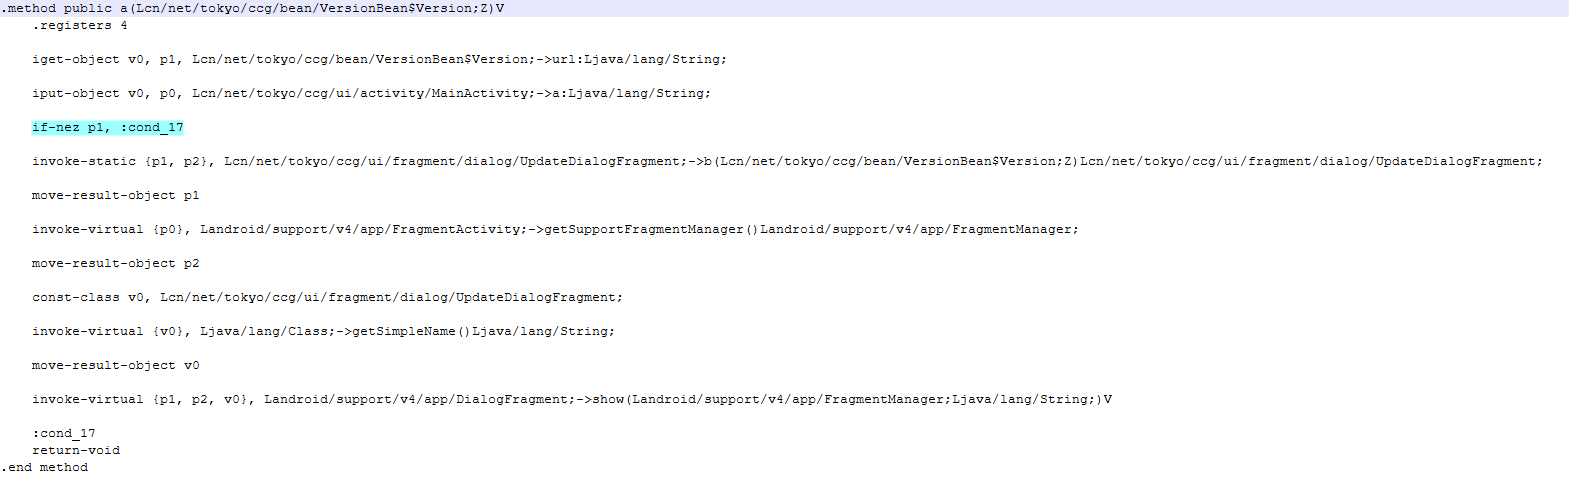 .method public a(Lcn/net/tokyo/ccg/bean/VersionBean$Version;Z)V
.registers 4
iget-object v0, p1, Lcn/net/tokyo/ccg/bean/VersionBean$Version;->url:Ljava/lang/String;
iput-object v0, p0, Lcn/net/tokyo/ccg/ui/activity/MainActivity;->a:Ljava/lang/String;
if-nez p1, :cond_17
invoke-static {p1, p2}, Lcn/net/tokyo/ccg/ui/fragment/dialog/UpdateDialogFragment;->b(Lcn/net/tokyo/ccg/bean/VersionBean$Version;Z)Lcn/net/tokyo/ccg/ui/fragment/dialog/UpdateDialogFragment;
move-result-object p1
invoke-virtual {p0}, Landroid/support/v4/app/FragmentActivity;->getSupportFragmentManager()Landroid/support/v4/app/FragmentManager;
move-result-object p2
const-class v0, Lcn/net/tokyo/ccg/ui/fragment/dialog/UpdateDialogFragment;
invoke-virtual {v0}, Ljava/lang/Class;->getSimpleName()Ljava/lang/String;
move-result-object v0
invoke-virtual {p1, p2, v0}, Landroid/support/v4/app/DialogFragment;->show(Landroid/support/v4/app/FragmentManager;Ljava/lang/String;)V
:cond_17
return-void
.end method